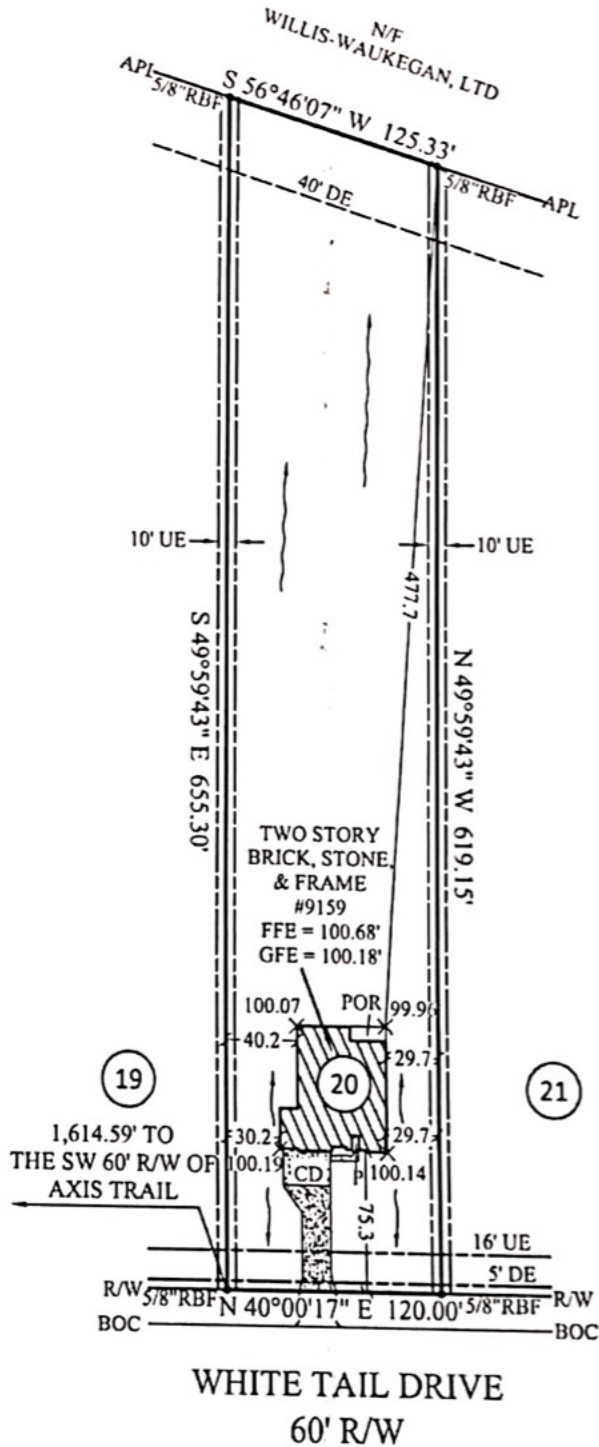 N/F
WILLIS-WAUKEGAN, LTD
APL
5/8"RBF
S 56°46'07" W 125.33'
5/8"RBF
APL
40' DE
10' UE
10' UE
477.7
S 49°59'43" E 655.30'
N 49°59'43" W 619.15'
TWO STORY
BRICK, STONE,
& FRAME
#9159
FFE = 100.68'
GFE = 100.18'
100.07
POR
99.96
40.2
29.7
19
20
21
30.2
29.7
1,614.59' TO
THE SW 60' R/W OF
AXIS TRAIL
100.19
CD
P
100.14
75.3
16' UE
5' DE
R/W
5/8"RBF
N 40°00'17" E 120.00'
5/8"RBF
R/W
BOC
BOC
WHITE TAIL DRIVE
60' R/W